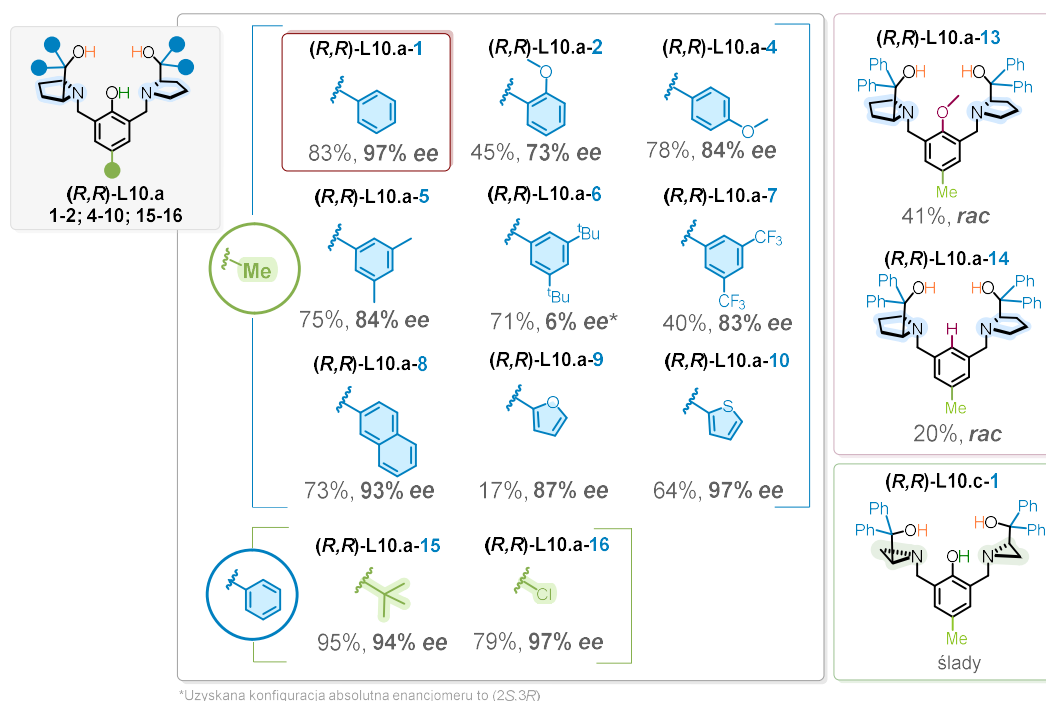 OH
HO
N
OH
N
(R,R)-L10.a
1-2; 4-10; 15-16
Me
(R,R)-L10.a-1
83%, 97% ee
(R,R)-L10.a-2
O
45%, 73% ee
(R,R)-L10.a-4
O
78%, 84% ee
(R,R)-L10.a-5
75%, 84% ee
(R,R)-L10.a-6
tBu
tBu
71%, 6% ee*
(R,R)-L10.a-7
CF3
CF3
40%, 83% ee
(R,R)-L10.a-8
73%, 93% ee
(R,R)-L10.a-9
O
17%, 87% ee
(R,R)-L10.a-10
S
64%, 97% ee
(R,R)-L10.a-15
95%, 94% ee
(R,R)-L10.a-16
Cl
79%, 97% ee
(R,R)-L10.a-13
Ph
OH
Ph
Ph
HO
Ph
N
O
N
Me
41%, rac
(R,R)-L10.a-14
Ph
OH
Ph
Ph
HO
Ph
N
H
N
Me
20%, rac
(R,R)-L10.c-1
Ph
Ph
OH
Ph
HO
Ph
N
OH
N
Me
ślady
*Uzyskana konfiguracja absolutna enancjomeru to (2S,3R)